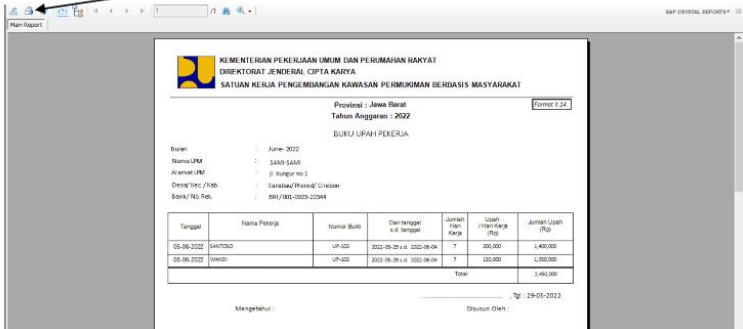 1 /1 SAP CRYSTAL REPORTS®
Main Report
KEMENTERIAN PEKERJAAN UMUM DAN PERUMAHAN RAKYAT
DIREKTORAT JENDERAL CIPTA KARYA
SATUAN KERJA PENGEMBANGAN KAWASAN PERMUKIMAN BERBASIS MASYARAKAT
Provinsi : Jawa Barat Format II.24
Tahun Anggaran : 2022
BUKU UPAH PEKERJA
Bulan : June- 2022
Nama LPM : SAMI-SAMI
Alamat LPM : jl bungur no 1
Desa/ Kec./Kab. : Sarabau/Plered/Cirebon
Bank/ No. Rek. : BRI/001-0023-22344
Tanggal Nama Pekerja Nomor Bukti Dari tanggal s.d. tanggal Jumlah Hari Kerja Upah /Hari Kerja (Rp) Jumlah Upah (Rp)
05-06-2022 SANTOSO UP-102 2022-05-29 s.d. 2022-06-04 7 200,000 1,400,000
05-06-2022 WANDI UP-102 2022-05-29 s.d. 2022-06-04 7 150,000 1,050,000
Total 2,450,000
, Tgl : 29-05-2022
Mengetahui : Disusun Oleh :